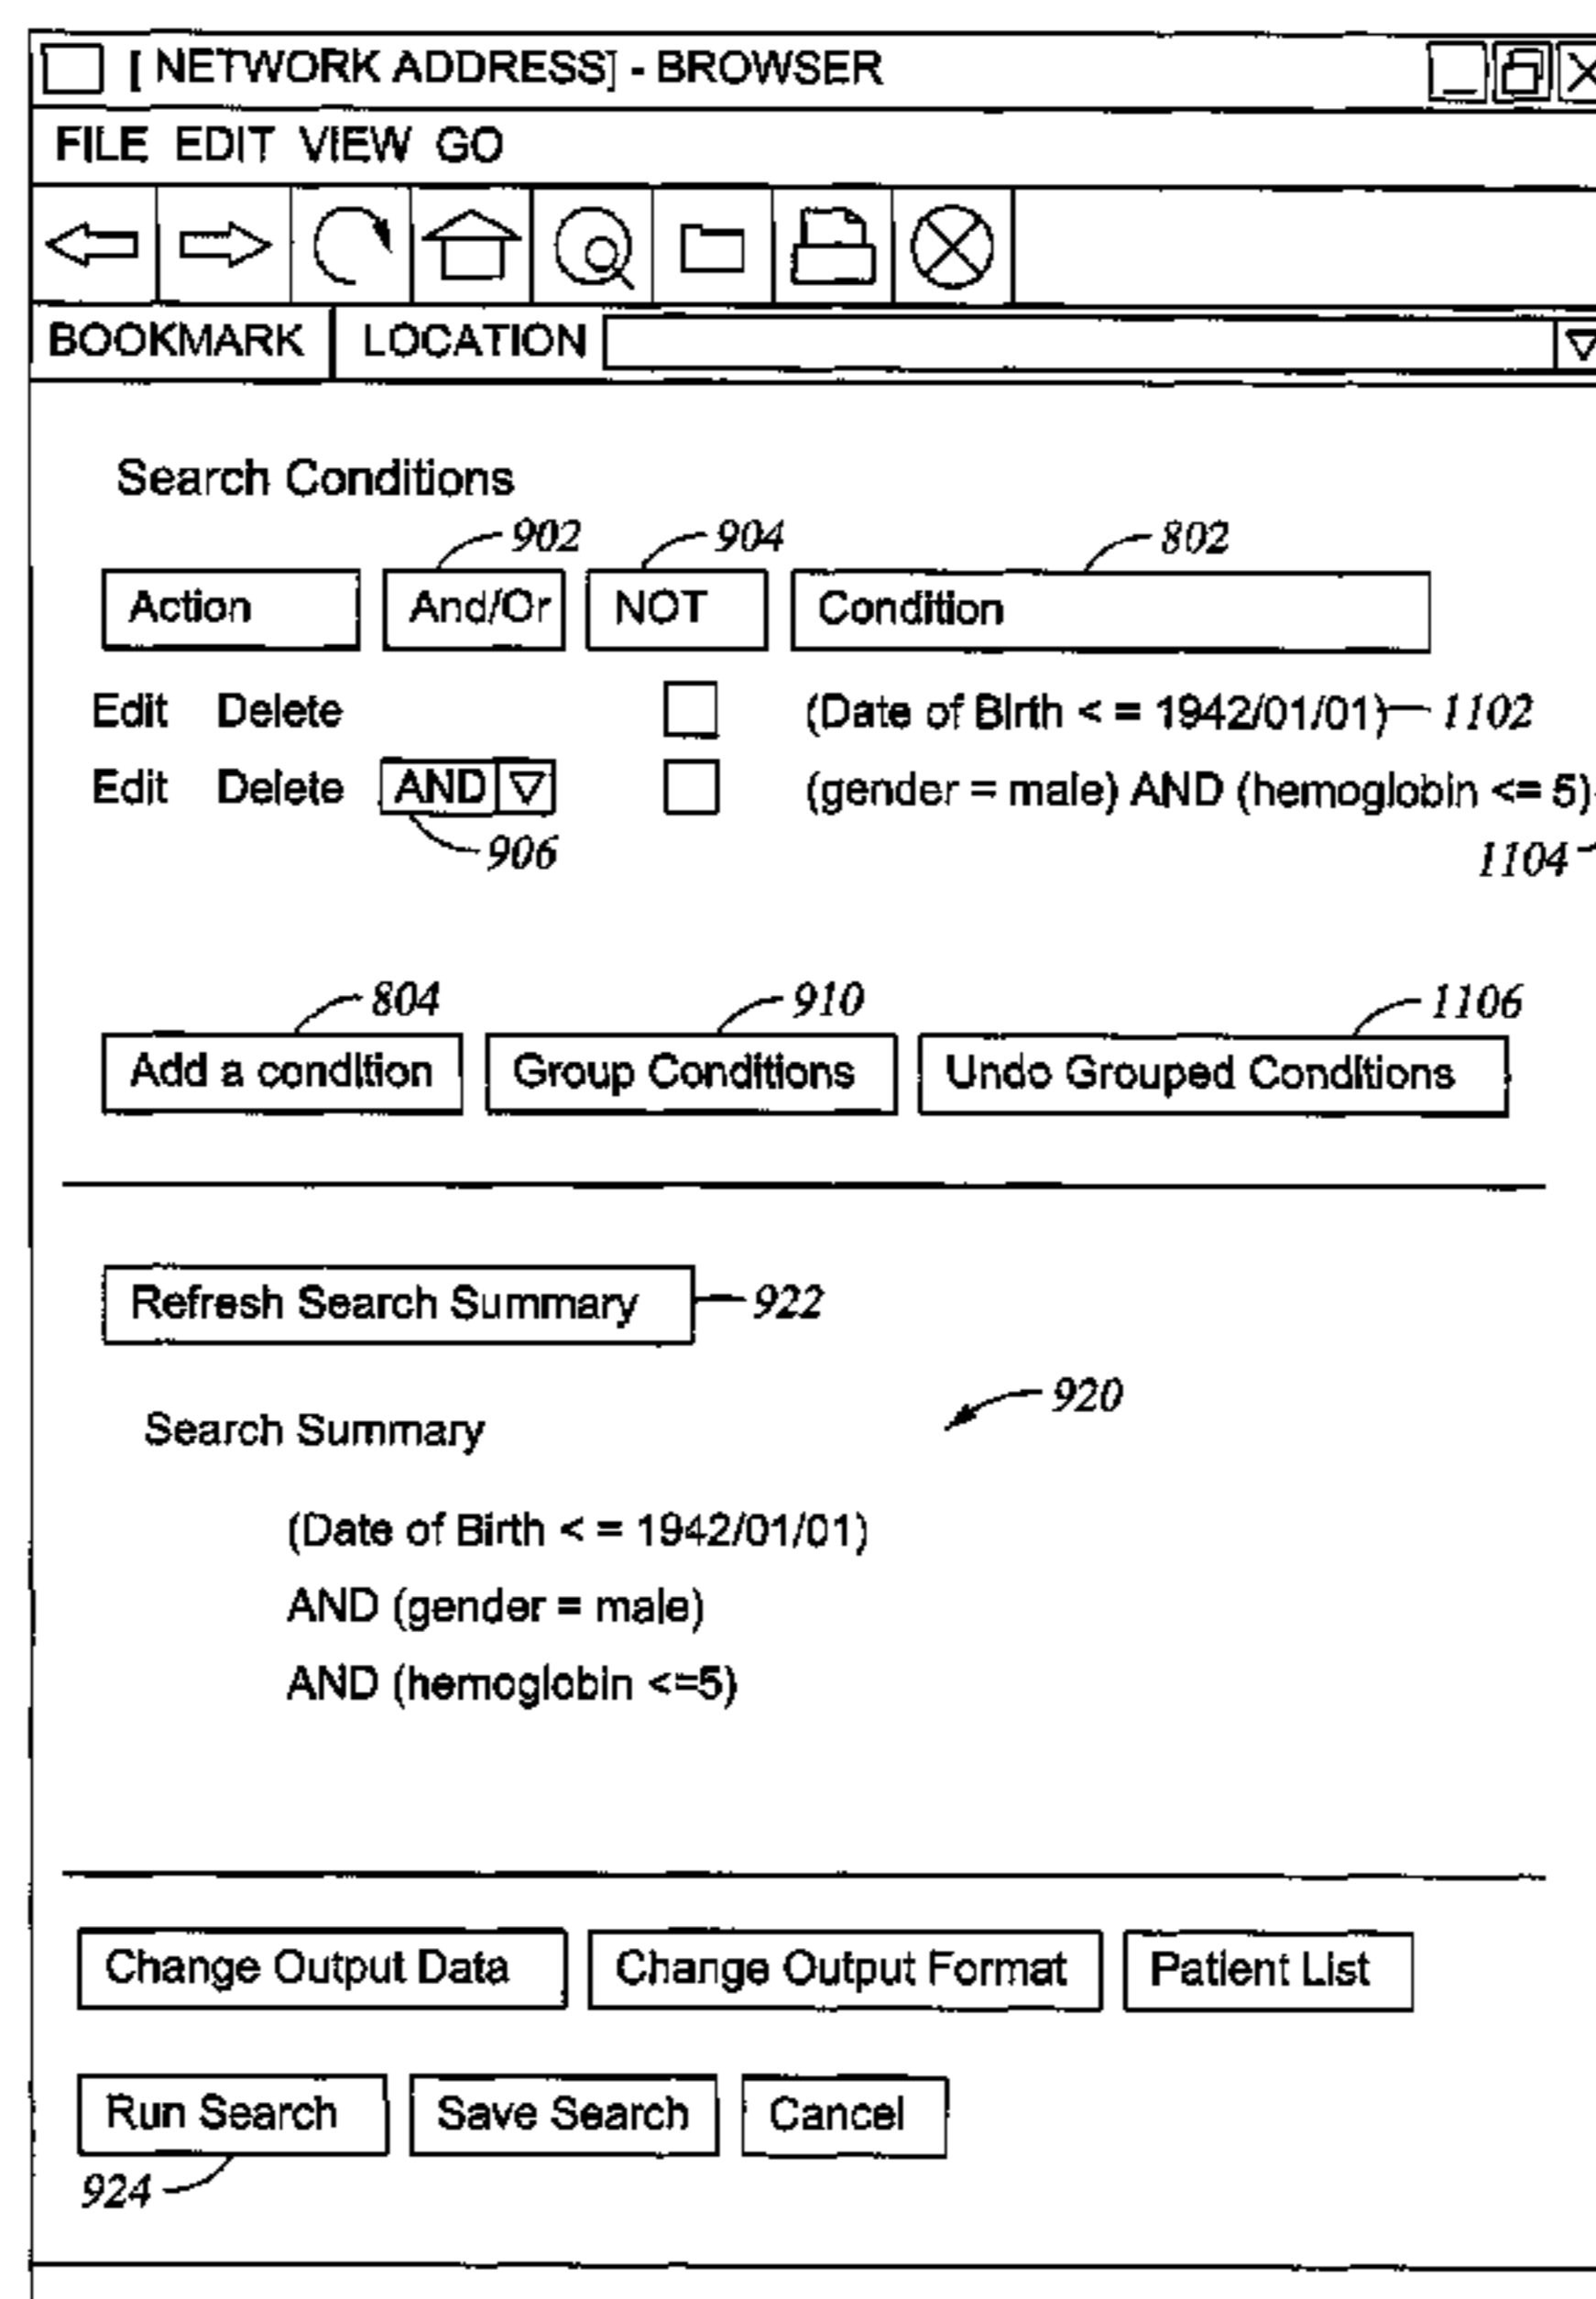 [ NETWORK ADDRESS] - BROWSER
FILE EDIT VIEW GO
BOOKMARK LOCATION
Search Conditions
902 904 802
Action And/Or NOT Condition
Edit Delete (Date of Birth < = 1942/01/01) 1102
Edit Delete AND (gender = male) AND (hemoglobin <= 5)
906 1104
804 910 1106
Add a condition Group Conditions Undo Grouped Conditions
Refresh Search Summary 922
920
Search Summary
(Date of Birth < = 1942/01/01)
AND (gender = male)
AND (hemoglobin <=5)
Change Output Data Change Output Format Patient List
Run Search Save Search Cancel
924